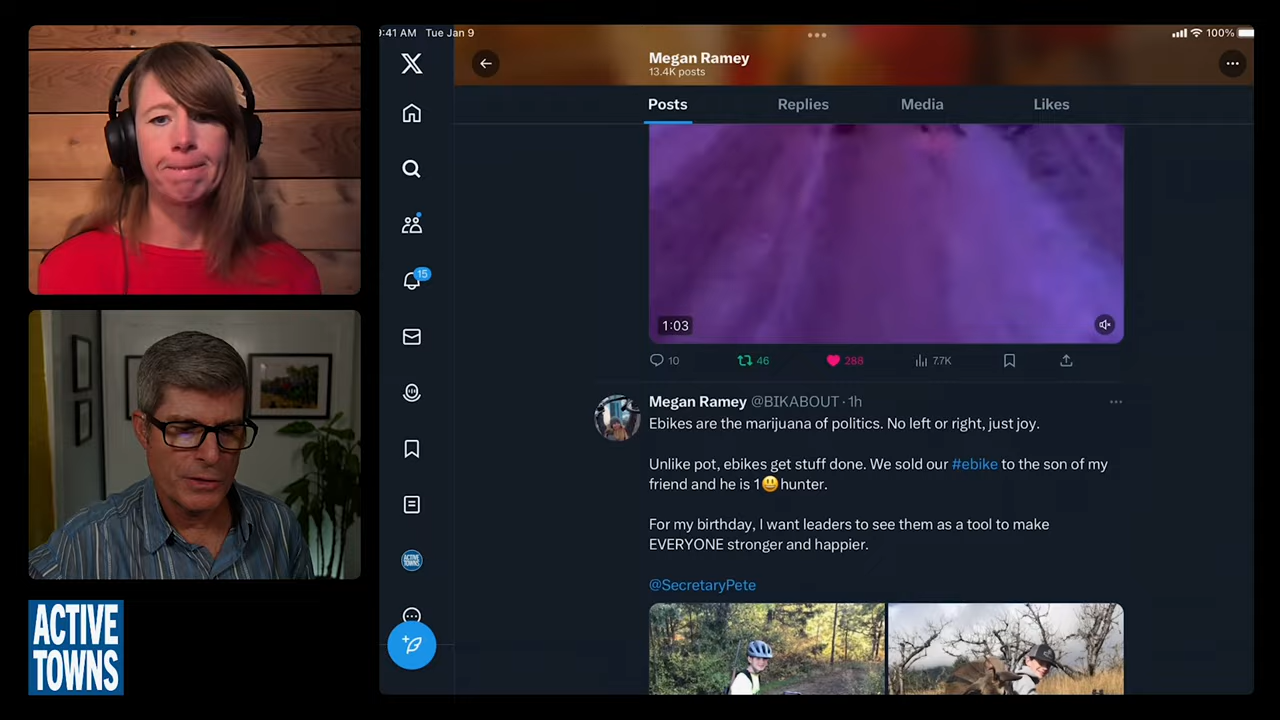 9:41 AM Tue Jan 9
100%
Megan Ramey
13.4K posts
Posts Replies Media Likes
15
1:03
10 46 288 7.7K
Megan Ramey @BIKABOUT · 1h
Ebikes are the marijuana of politics. No left or right, just joy.
Unlike pot, ebikes get stuff done. We sold our #ebike to the son of my
friend and he is 1😃hunter.
For my birthday, I want leaders to see them as a tool to make
EVERYONE stronger and happier.
@SecretaryPete
ACTIVE TOWNS
ACTIVE
TOWNS